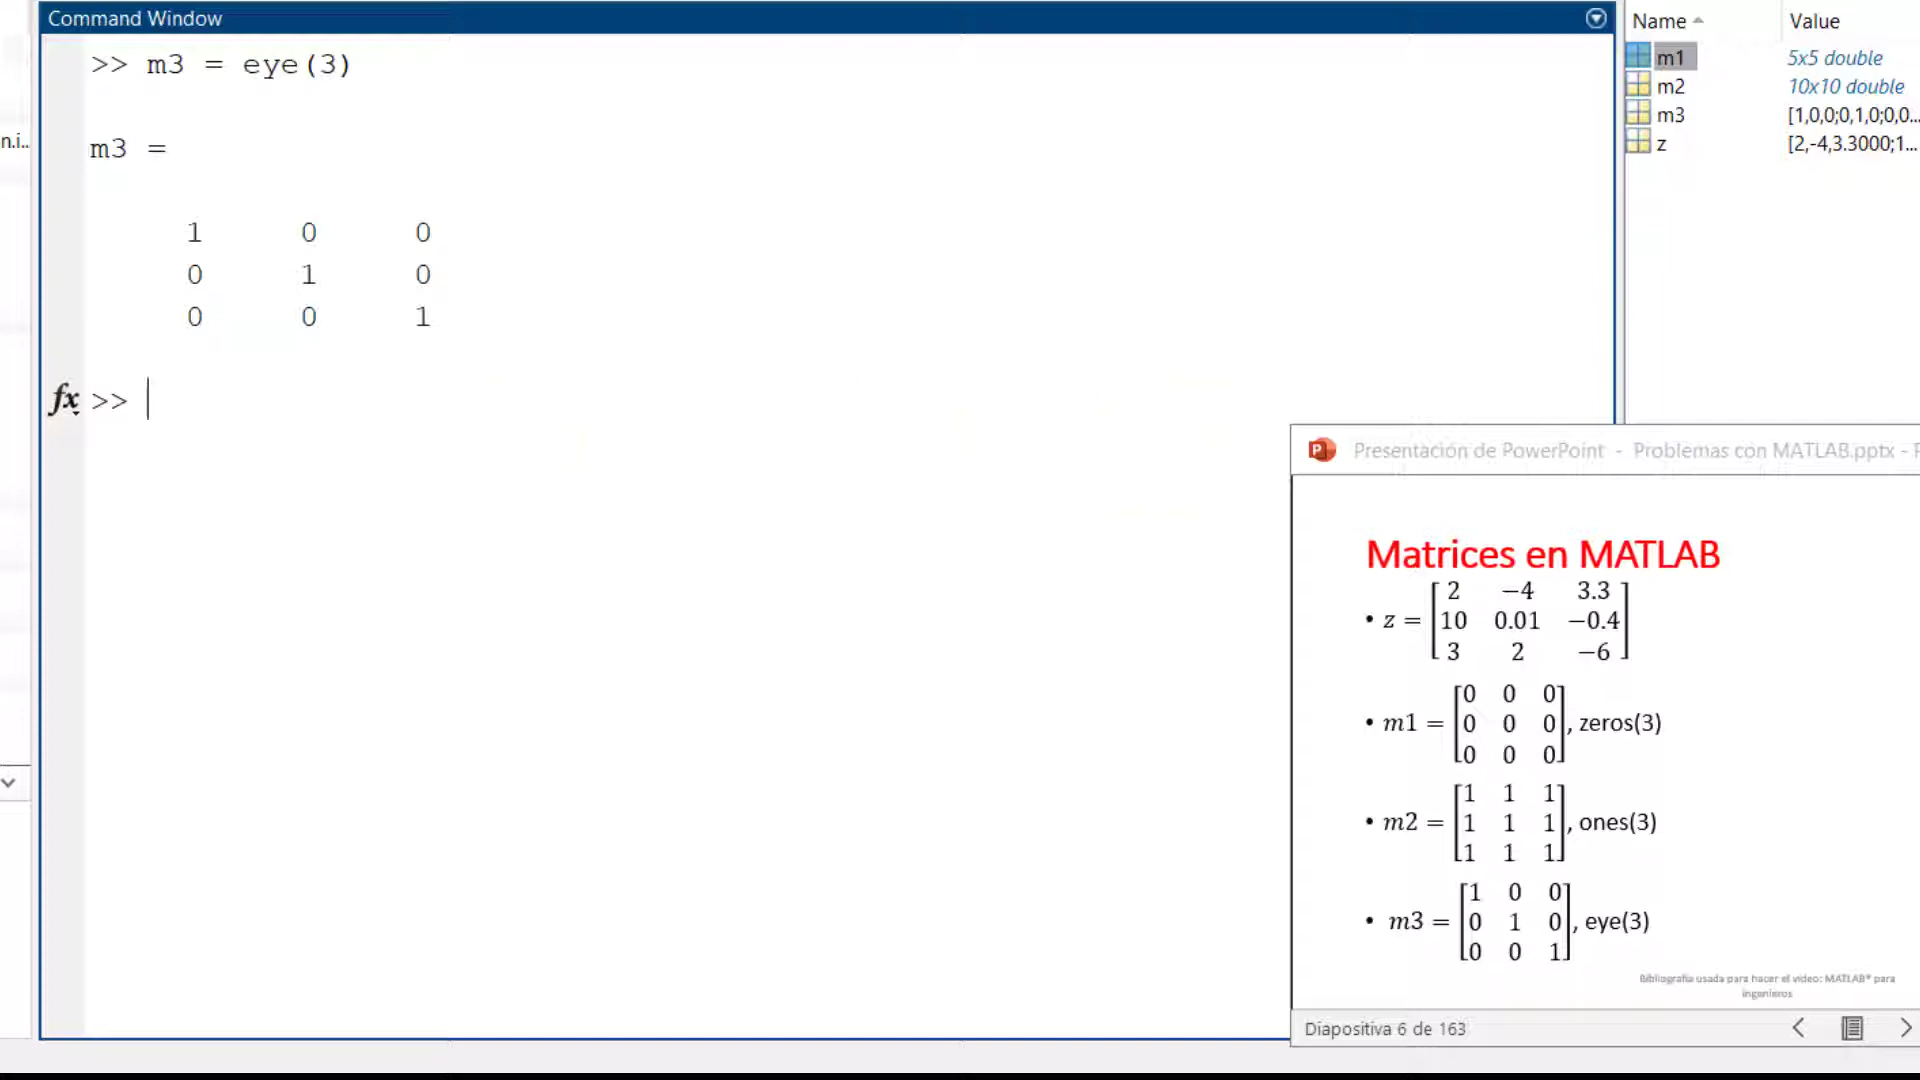 Command Window
>> m3 = eye(3)
m3 =
1 0 0
0 1 0
0 0 1
fx >>
n.i...
Name Value
m1 5x5 double
m2 10x10 double
m3 [1,0,0;0,1,0;0,0...
z [2,-4,3.3000;1...
Presentación de PowerPoint - Problemas con MATLAB.pptx -
Matrices en MATLAB
• z = [2 −4 3.3
10 0.01 −0.4
3 2 −6]
• m1 = [0 0 0
0 0 0
0 0 0], zeros(3)
• m2 = [1 1 1
1 1 1
1 1 1], ones(3)
• m3 = [1 0 0
0 1 0
0 0 1], eye(3)
Bibliografía usada para hacer el video: MATLAB® para
ingenieros
Diapositiva 6 de 163